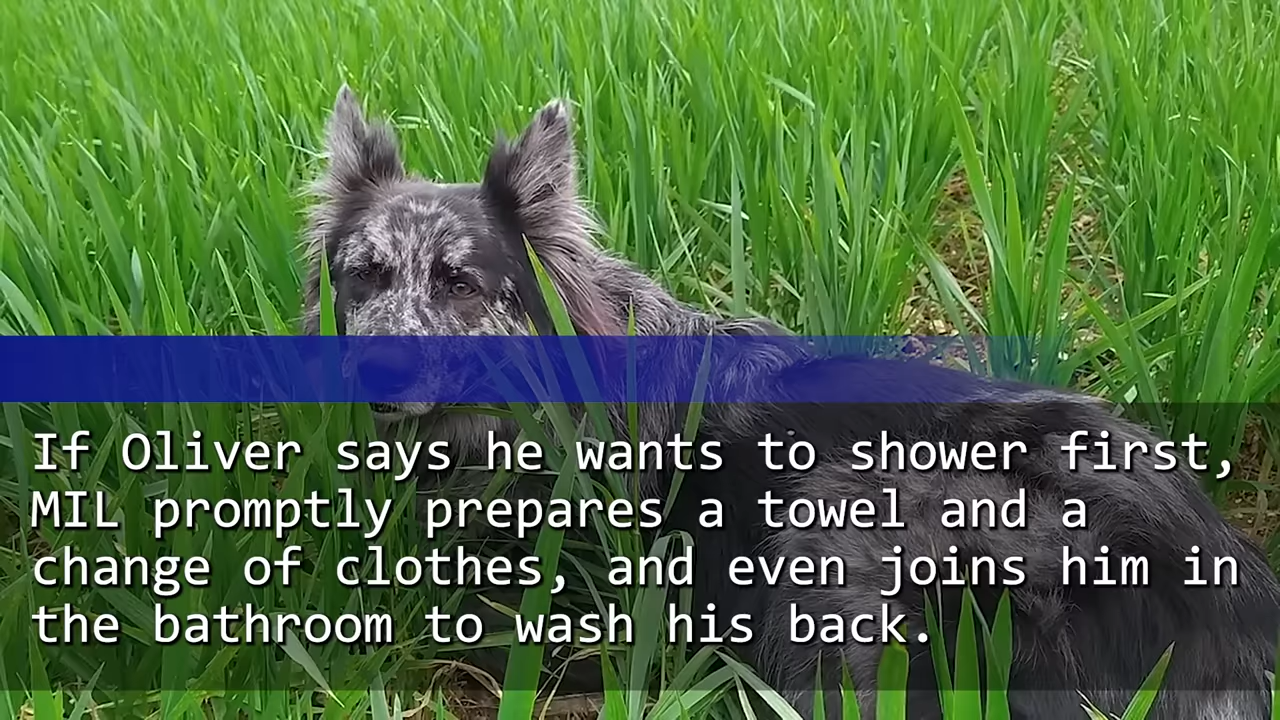 If Oliver says he wants to shower first,
MIL promptly prepares a towel and a
change of clothes, and even joins him in
the bathroom to wash his back.